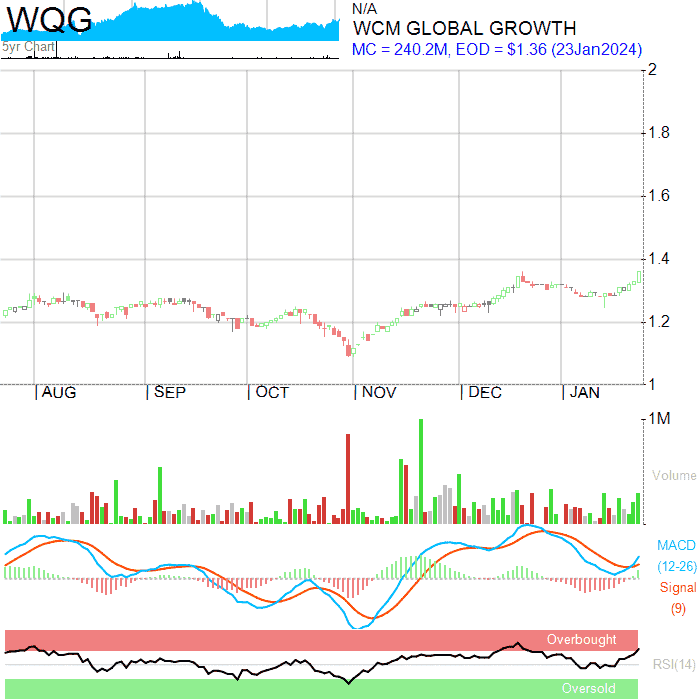 WQG
5yr Chart
N/A
WCM GLOBAL GROWTH
MC = 240.2M, EOD = $1.36 (23Jan2024)
2
1.8
1.6
1.4
1.2
1
AUG SEP OCT NOV DEC JAN
1M
Volume
MACD
(12-26)
Signal
(9)
Overbought
RSI(14)
Oversold